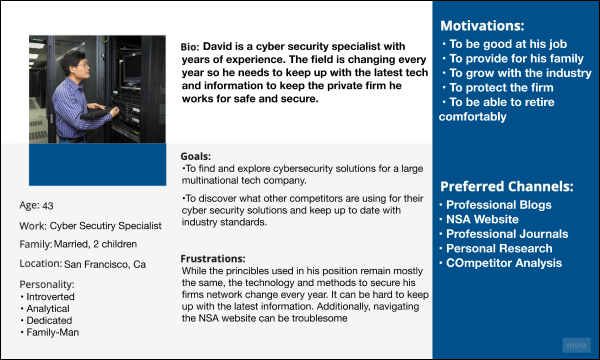 Bio: David is a cyber security specialist with
years of experience. The field is changing every
year so he needs to keep up with the latest tech
and information to keep the private firm he
works for safe and secure.
Goals:
•To find and explore cybersecurity solutions for a large
multinational tech company.
•To discover what other competitors are using for their
cyber security solutions and keep up to date with
industry standards.
Frustrations:
While the princibles used in his position remain mostly
the same, the technology and methods to secure his
firms network change every year. It can be hard to keep
up with the latest information. Additionally, navigating
the NSA website can be troublesome
Age: 43
Work: Cyber Secutiry Specialist
Family: Married, 2 children
Location: San Francisco, Ca
Personality:
• Introverted
• Analytical
• Dedicated
• Family-Man
Motivations:
• To be good at his job
• To provide for his family
• To grow with the industry
• To protect the firm
• To be able to retire
comfortably
Preferred Channels:
• Professional Blogs
• NSA Website
• Professional Journals
• Personal Research
• COmpetitor Analysis
miro